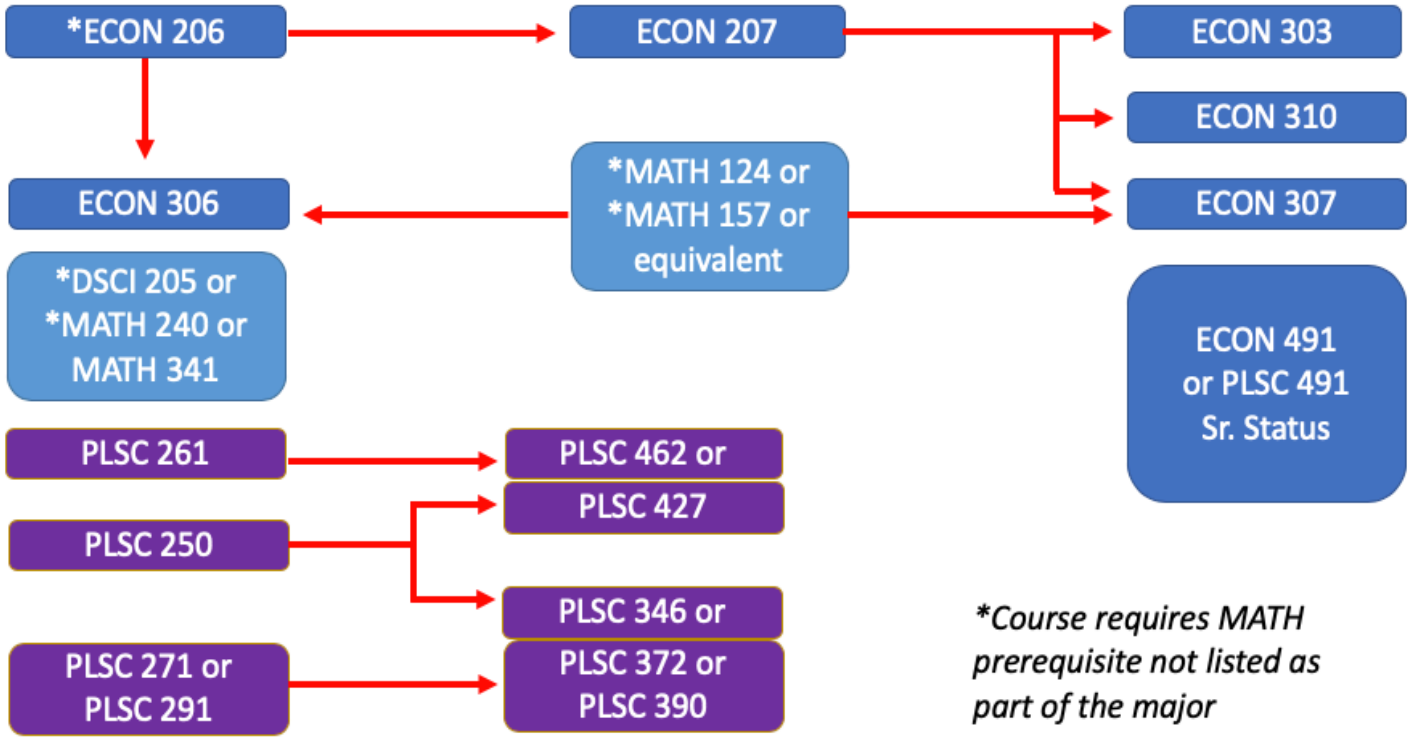 *ECON 206
ECON 207
ECON 303
ECON 310
ECON 306
*MATH 124 or
*MATH 157 or
equivalent
ECON 307
*DSCI 205 or
*MATH 240 or
MATH 341
ECON 491
or PLSC 491
Sr. Status
PLSC 261
PLSC 462 or
PLSC 427
PLSC 250
PLSC 346 or
PLSC 271 or
PLSC 291
PLSC 372 or
PLSC 390
*Course requires MATH
prerequisite not listed as
part of the major